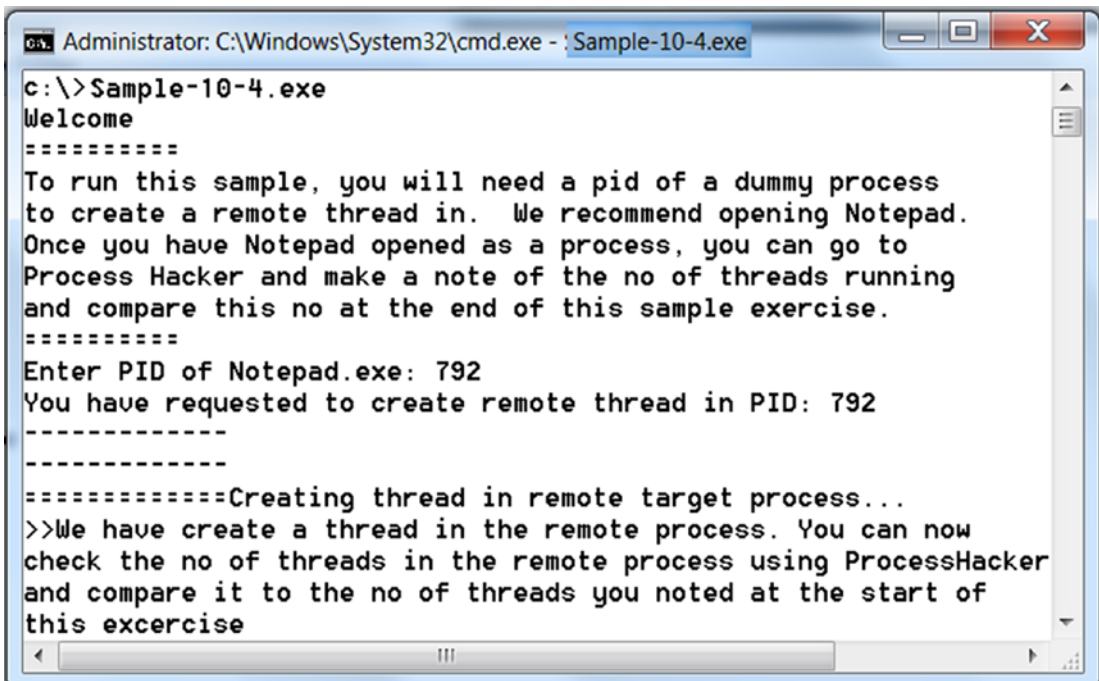 Administrator: C:\Windows\System32\cmd.exe - Sample-10-4.exe
c:\>Sample-10-4.exe
Welcome
==========
To run this sample, you will need a pid of a dummy process
to create a remote thread in.  We recommend opening Notepad.
Once you have Notepad opened as a process, you can go to
Process Hacker and make a note of the no of threads running
and compare this no at the end of this sample exercise.
==========
Enter PID of Notepad.exe: 792
You have requested to create remote thread in PID: 792
-------------
-------------
=============Creating thread in remote target process...
>>We have create a thread in the remote process. You can now
check the no of threads in the remote process using ProcessHacker
and compare it to the no of threads you noted at the start of
this excercise